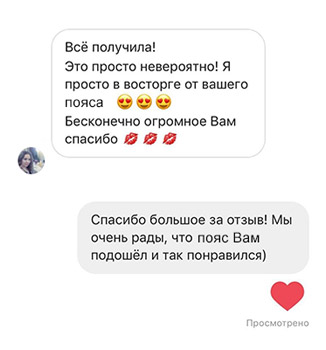 Всё получила!
Это просто невероятно! Я
просто в восторге от вашего
пояса 😍😍😍
Бесконечно огромное Вам
спасибо 💋💋💋
Спасибо большое за отзыв! Мы
очень рады, что пояс Вам
подошёл и так понравился)
Просмотрено